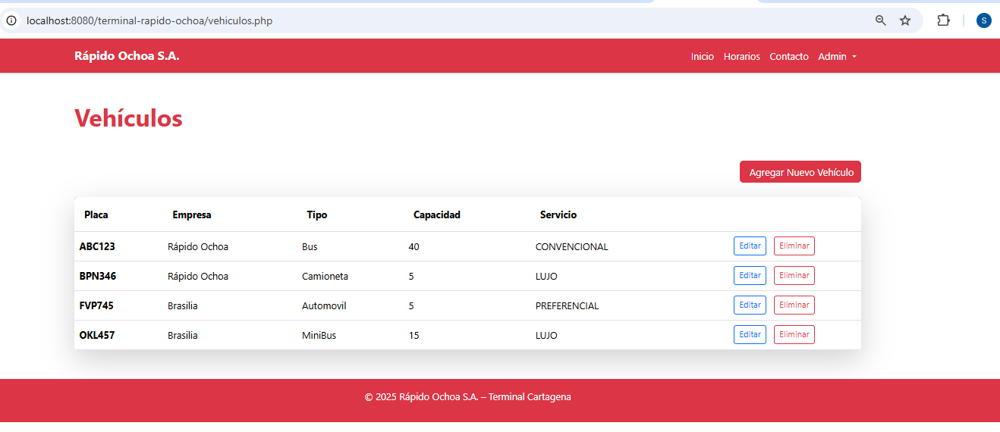 localhost:8080/terminal-rapido-ochoa/vehiculos.php
S
Rápido Ochoa S.A.
Inicio Horarios Contacto Admin
Vehículos
Agregar Nuevo Vehículo
Placa Empresa Tipo Capacidad Servicio
ABC123 Rápido Ochoa Bus 40 CONVENCIONAL Editar Eliminar
BPN346 Rápido Ochoa Camioneta 5 LUJO Editar Eliminar
FVP745 Brasilia Automovil 5 PREFERENCIAL Editar Eliminar
OKL457 Brasilia MiniBus 15 LUJO Editar Eliminar
© 2025 Rápido Ochoa S.A. – Terminal Cartagena